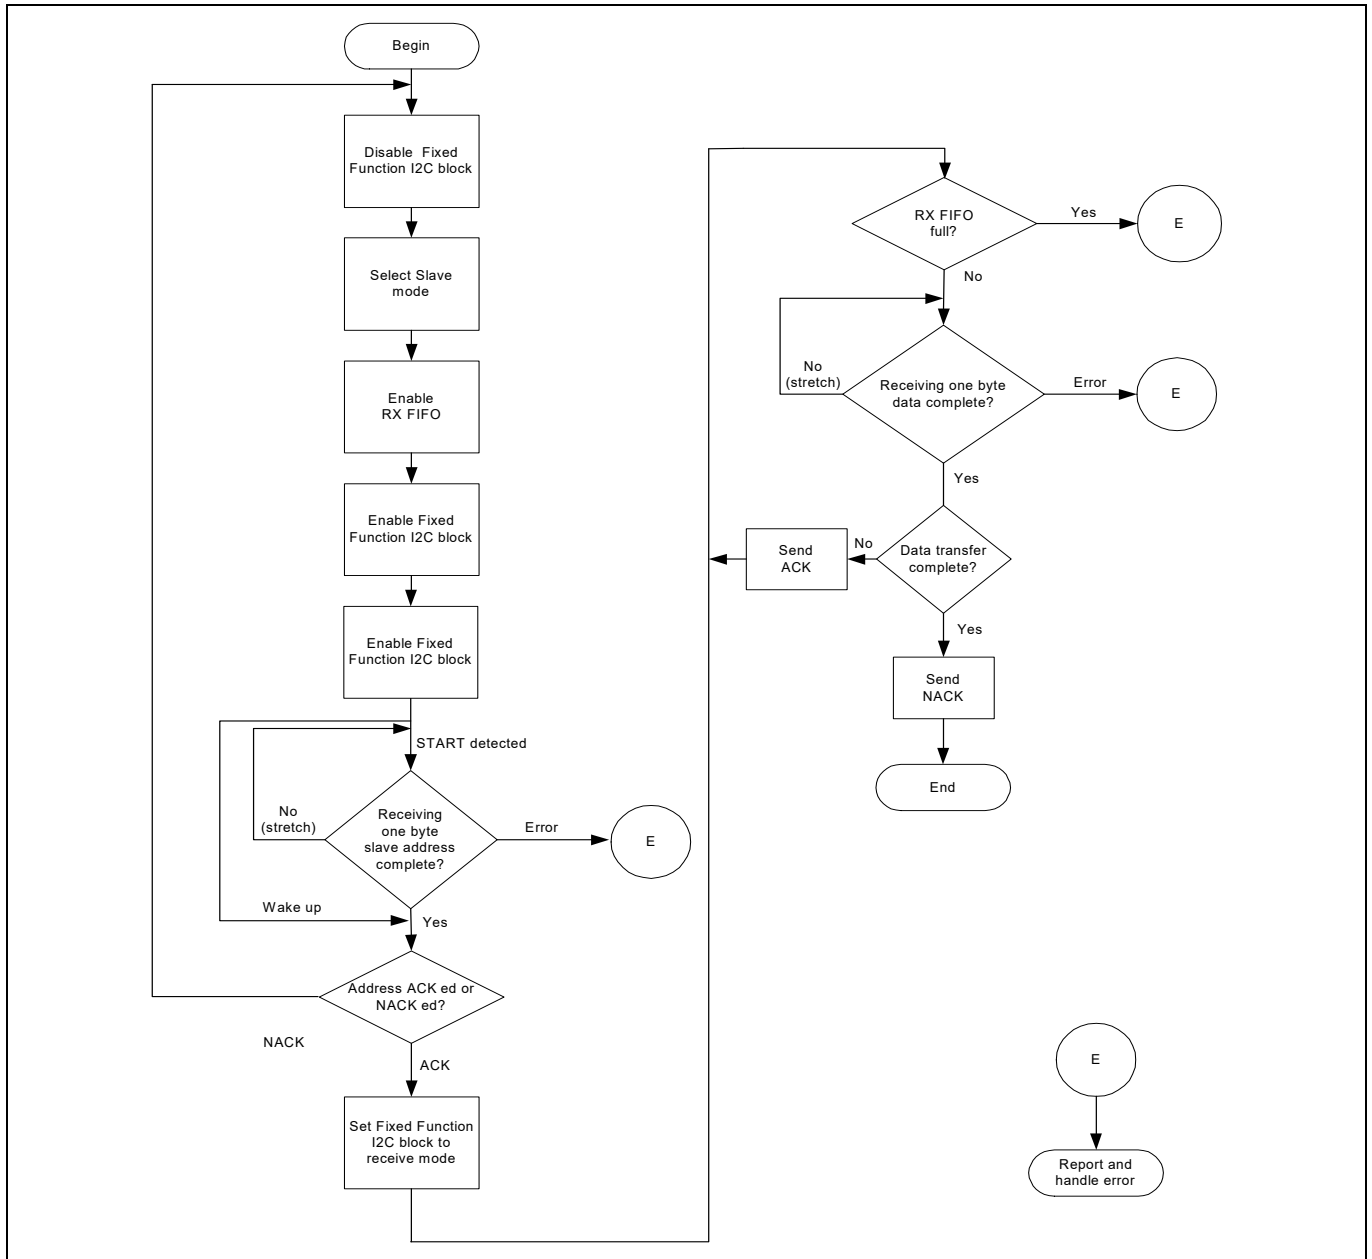 Begin
Disable Fixed
Function I2C block
Select Slave
mode
Enable
RX FIFO
Enable Fixed
Function I2C block
Enable Fixed
Function I2C block
START detected
No
(stretch)
Receiving
one byte
slave address
complete?
Error
E
Wake up
Yes
Address ACK ed or
NACK ed?
NACK
ACK
Set Fixed Function
I2C block to
receive mode
RX FIFO
full?
Yes
E
No
No
(stretch)
Receiving one byte
data complete?
Error
E
Yes
Send
ACK
No
Data transfer
complete?
Yes
Send
NACK
End
E
Report and
handle error